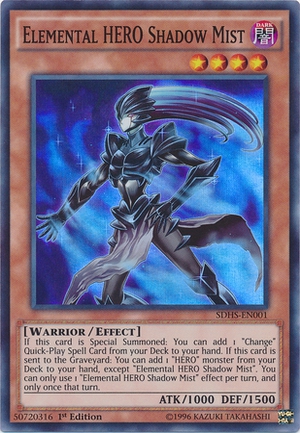 Elemental HERO Shadow Mist
DARK
闇
SDHS-EN001
[Warrior / Effect]
If this card is Special Summoned: You can add 1 "Change"
Quick-Play Spell Card from your Deck to your hand. If this card is
sent to the Graveyard: You can add 1 "HERO" monster from your
Deck to your hand, except "Elemental HERO Shadow Mist". You
can only use 1 "Elemental HERO Shadow Mist" effect per turn, and
only once that turn.
ATK/1000 DEF/1500
50720316 1st Edition ©1996 KAZUKI TAKAHASHI